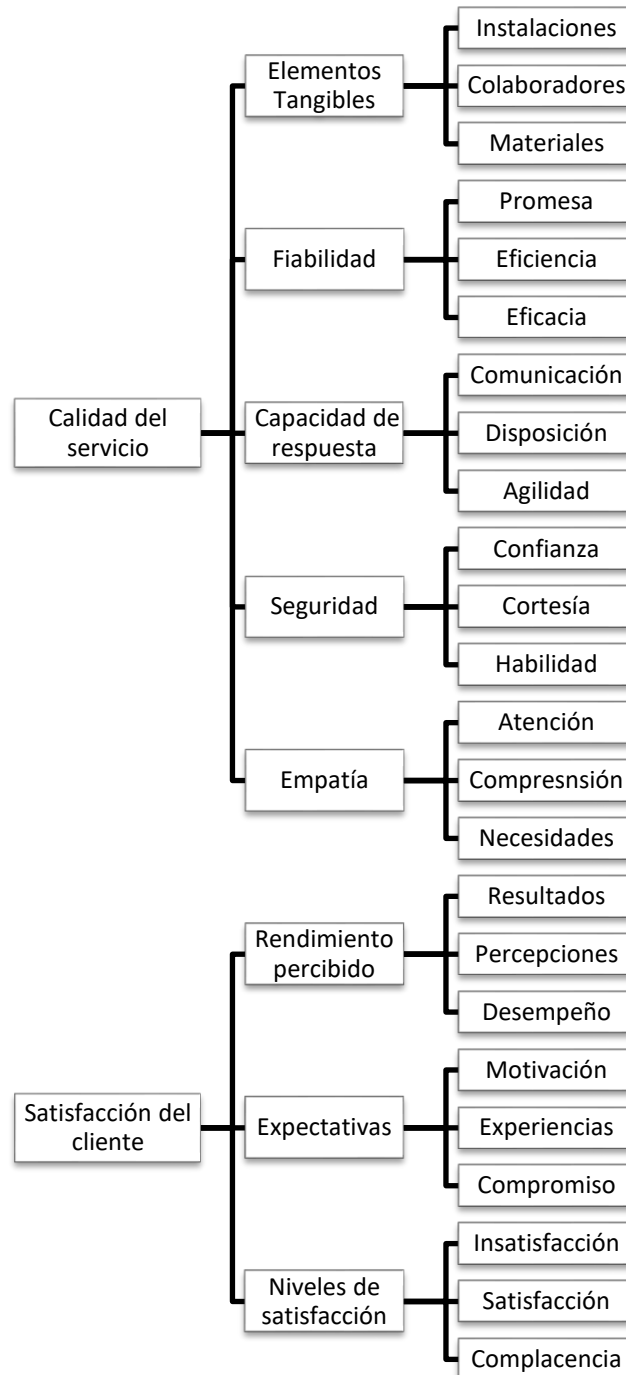 Calidad del
servicio
Elementos
Tangibles
Instalaciones
Colaboradores
Materiales
Fiabilidad
Promesa
Eficiencia
Eficacia
Capacidad de
respuesta
Comunicación
Disposición
Agilidad
Seguridad
Confianza
Cortesía
Habilidad
Empatía
Atención
Compresnsión
Necesidades
Satisfacción del
cliente
Rendimiento
percibido
Resultados
Percepciones
Desempeño
Expectativas
Motivación
Experiencias
Compromiso
Niveles de
satisfacción
Insatisfacción
Satisfacción
Complacencia